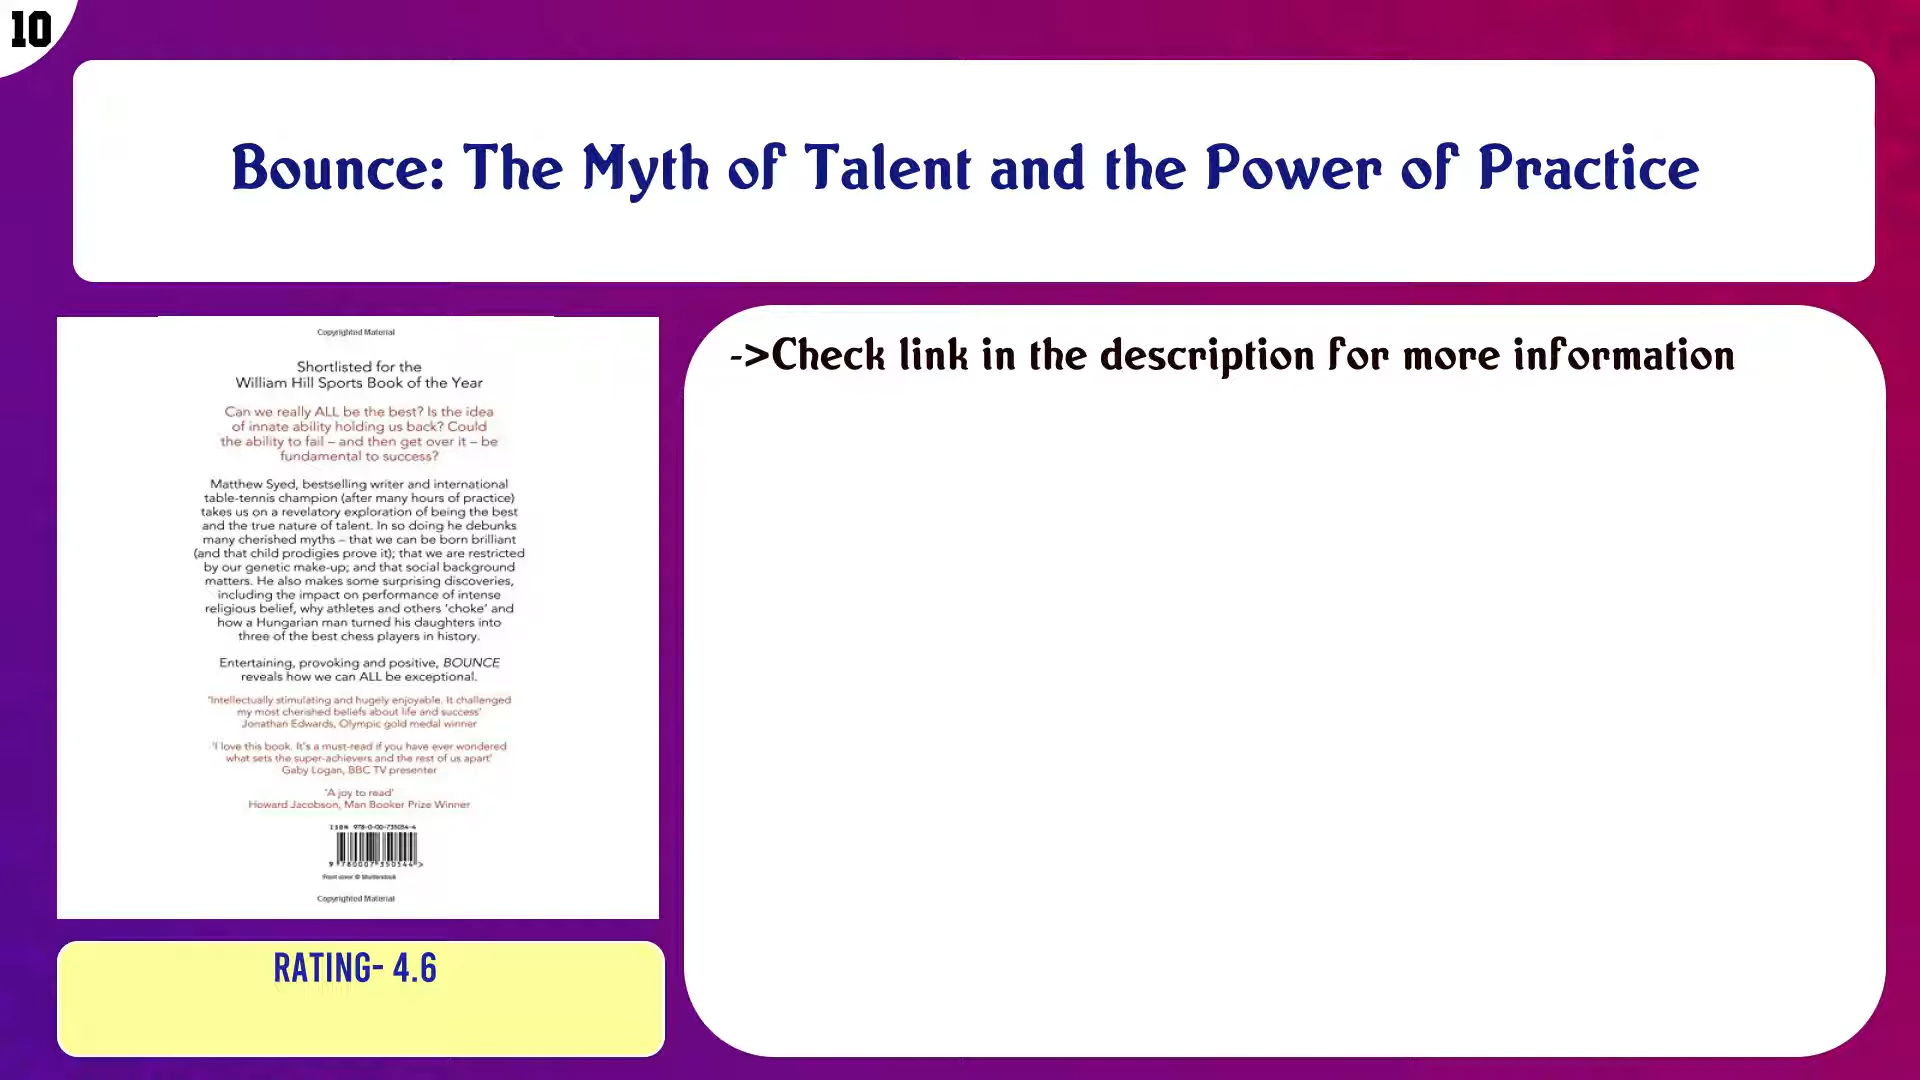 10
Bounce: The Myth of Talent and the Power of Practice
Copyrighted Material
Shortlisted for the
William Hill Sports Book of the Year
Can we really ALL be the best? Is the idea
of innate ability holding us back? Could
the ability to fail – and then get over it – be
fundamental to success?
Matthew Syed, bestselling writer and international
table-tennis champion (after many hours of practice)
takes us on a revelatory exploration of being the best
and the true nature of talent. In so doing he debunks
many cherished myths – that we can be born brilliant
(and that child prodigies prove it); that we are restricted
by our genetic make-up; and that social background
matters. He also makes some surprising discoveries,
including the impact on performance of intense
religious belief, why athletes and others 'choke' and
how a Hungarian man turned his daughters into
three of the best chess players in history.
Entertaining, provoking and positive, BOUNCE
reveals how we can ALL be exceptional.
'Intellectually stimulating and hugely enjoyable. It challenged
my most cherished beliefs about life and success'
Jonathan Edwards, Olympic gold medal winner
'I love this book. It's a must-read if you have ever wondered
what sets the super-achievers and the rest of us apart'
Gaby Logan, BBC TV presenter
'A joy to read'
Howard Jacobson, Man Booker Prize Winner
ISBN 978-0-00-735054-4
9 780007 350544 >
Front cover © Shutterstock
Copyrighted Material
->Check link in the description for more information
RATING- 4.6